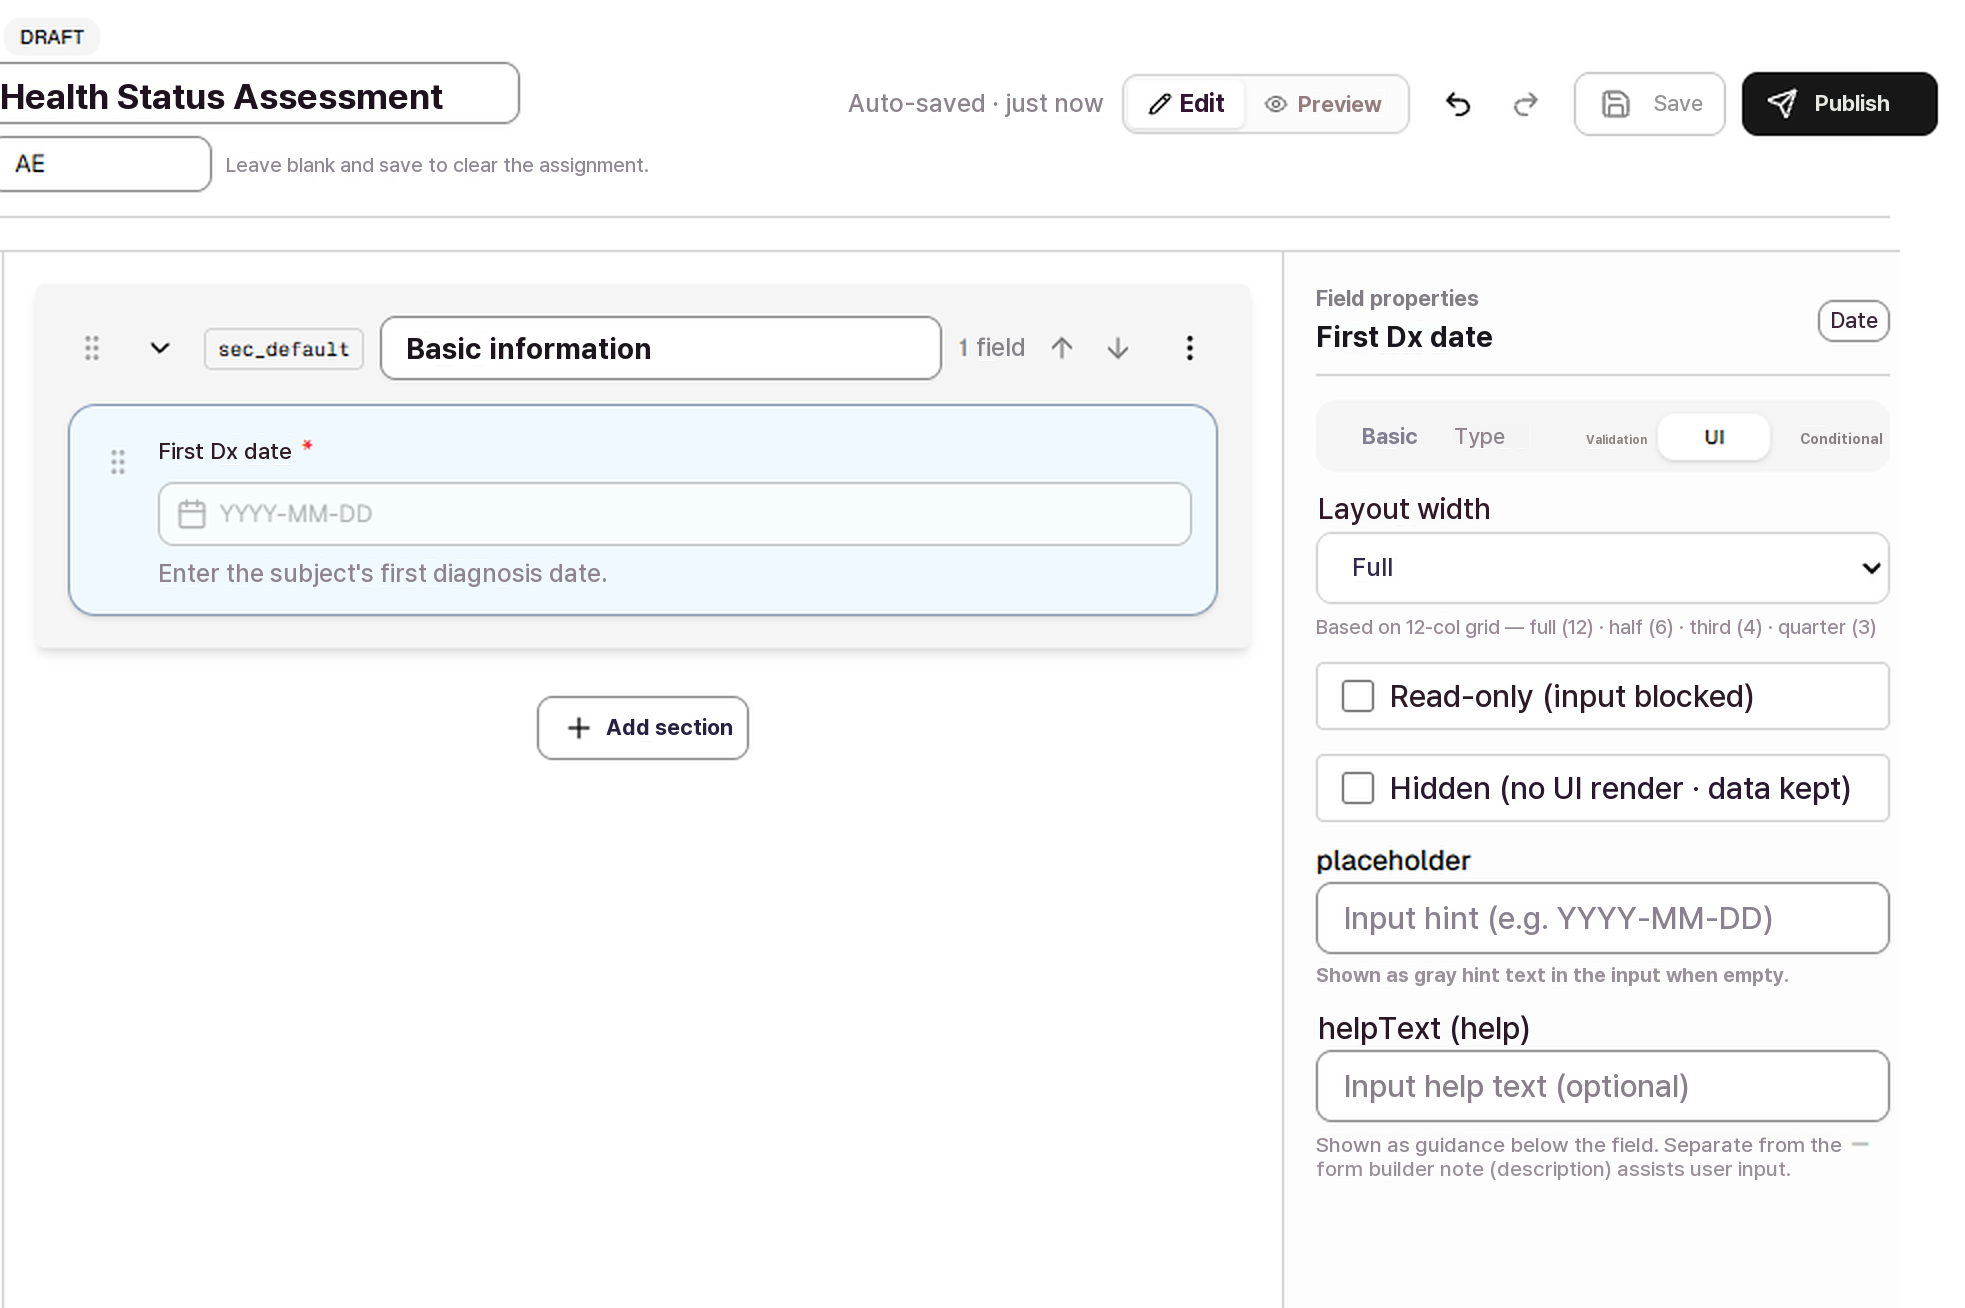 DRAFT
Health Status Assessment
Auto-saved · just now
Edit
Preview
Save
Publish
AE
Leave blank and save to clear the assignment.
sec_default
Basic information
1 field
First Dx date *
YYYY-MM-DD
Enter the subject's first diagnosis date.
Add section
Field properties
First Dx date
Date
Basic
Type
Validation
UI
Conditional
Layout width
Full
Based on 12-col grid — full (12) · half (6) · third (4) · quarter (3)
Read-only (input blocked)
Hidden (no UI render · data kept)
placeholder
Input hint (e.g. YYYY-MM-DD)
Shown as gray hint text in the input when empty.
helpText (help)
Input help text (optional)
Shown as guidance below the field. Separate from the —
form builder note (description) assists user input.